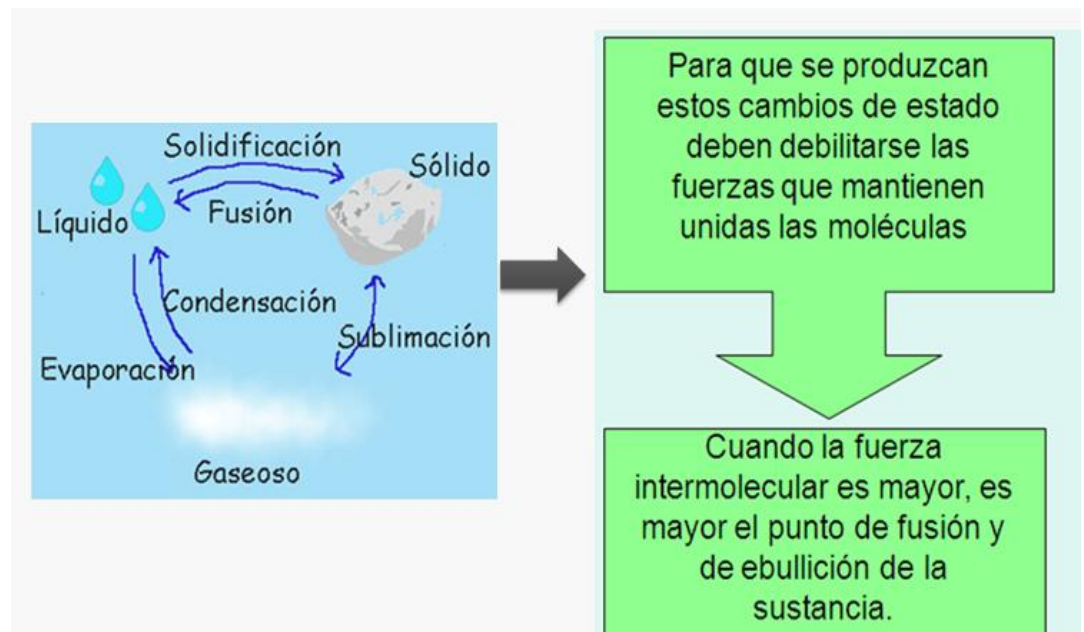 Solidificación
Sólido
Fusión
Líquido
Condensación
Sublimación
Evaporación
Gaseoso
Para que se produzcan
estos cambios de estado
deben debilitarse las
fuerzas que mantienen
unidas las moléculas
Cuando la fuerza
intermolecular es mayor, es
mayor el punto de fusión y
de ebullición de la
sustancia.